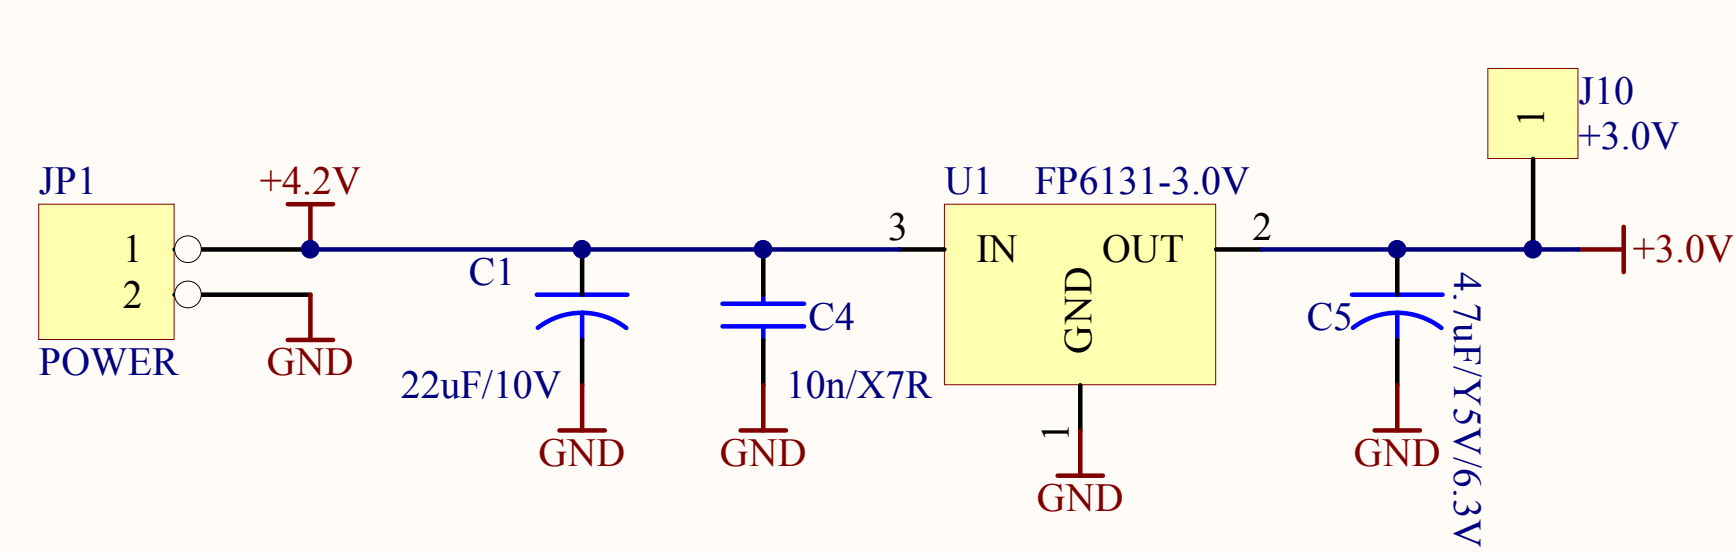 JP1
1
2
POWER
+4.2V
GND
C1
22uF/10V
GND
C4
10n/X7R
GND
U1
FP6131-3.0V
3
IN
OUT
GND
2
1
GND
C5
4.7uF/Y5V/6.3V
GND
1
J10
+3.0V
+3.0V